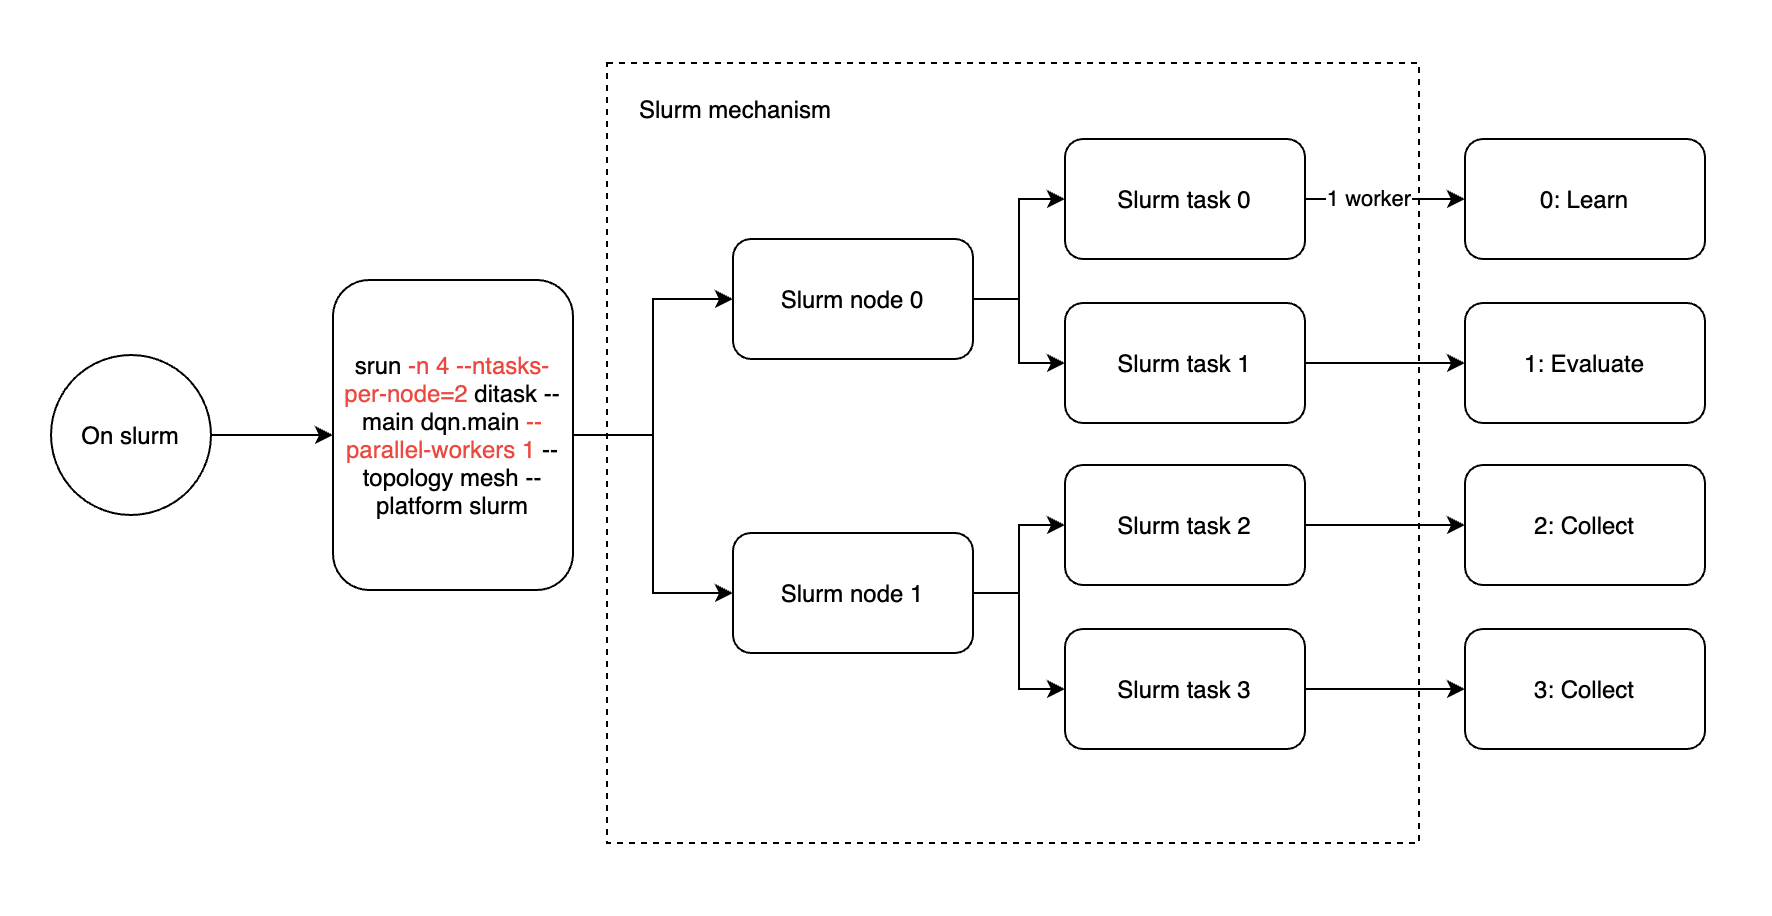 Slurm mechanism
On slurm
srun -n 4 --ntasks-
per-node=2 ditask --
main dqn.main --
parallel-workers 1 --
topology mesh --
platform slurm
Slurm node 0
Slurm node 1
Slurm task 0
1 worker
0: Learn
Slurm task 1
1: Evaluate
Slurm task 2
2: Collect
Slurm task 3
3: Collect